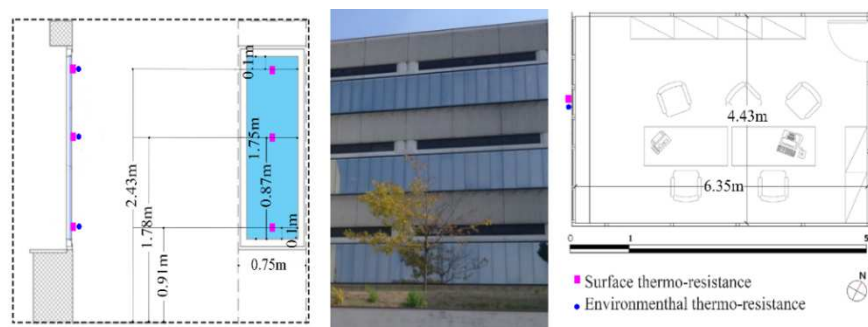 0.1m
1.75m
0.87m
2.43m
1.78m
0.91m
0.1m
0.75m
4.43m
6.35m
0 1 5
Surface thermo-resistance
Environmenthal thermo-resistance
N